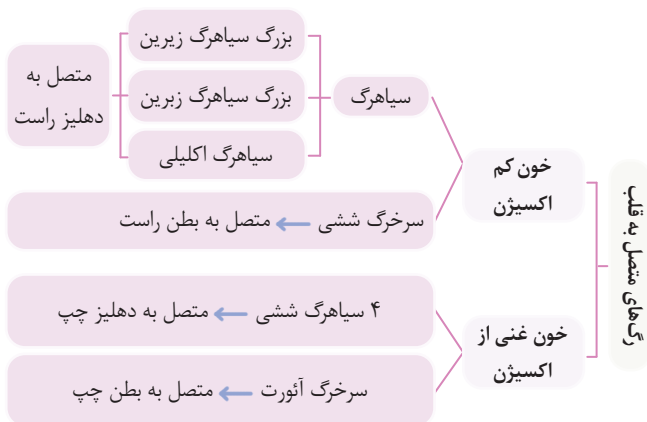 رگ‌های متصل به قلب
خون کم
اکسیژن
سیاهرگ
بزرگ سیاهرگ زیرین
بزرگ سیاهرگ زبرین
سیاهرگ اکلیلی
متصل به
دهلیز راست
سرخرگ ششی ← متصل به بطن راست
خون غنی از
اکسیژن
۴ سیاهرگ ششی ← متصل به دهلیز چپ
سرخرگ آئورت ← متصل به بطن چپ